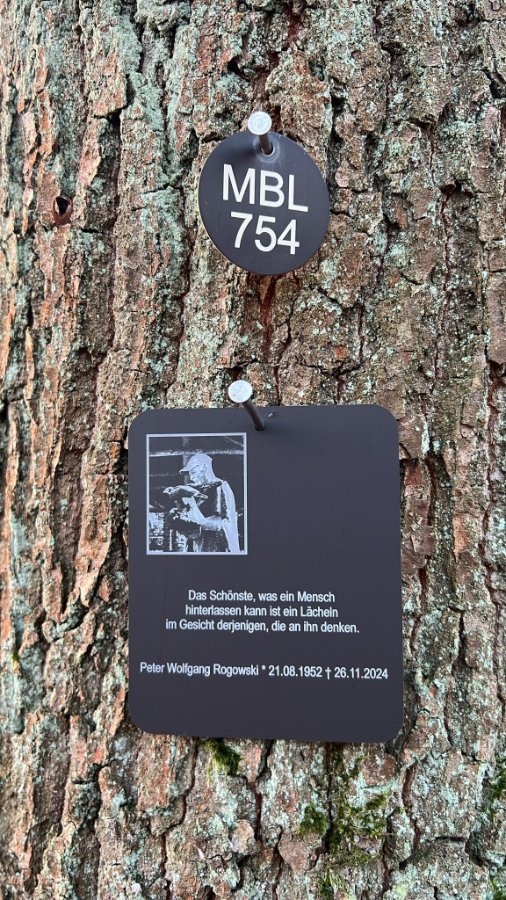 MBL
754
Das Schönste, was ein Mensch
hinterlassen kann ist ein Lächeln
im Gesicht derjenigen, die an ihn denken.
Peter Wolfgang Rogowski * 21.08.1952 † 26.11.2024